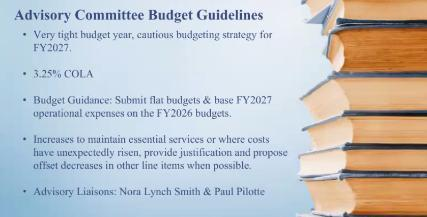 Advisory Committee Budget Guidelines
• Very tight budget year, cautious budgeting strategy for
FY2027.
• 3.25% COLA
• Budget Guidance: Submit flat budgets & base FY2027
operational expenses on the FY2026 budgets.
• Increases to maintain essential services or where costs
have unexpectedly risen, provide justification and propose
offset decreases in other line items when possible.
• Advisory Liaisons: Nora Lynch Smith & Paul Pilotte